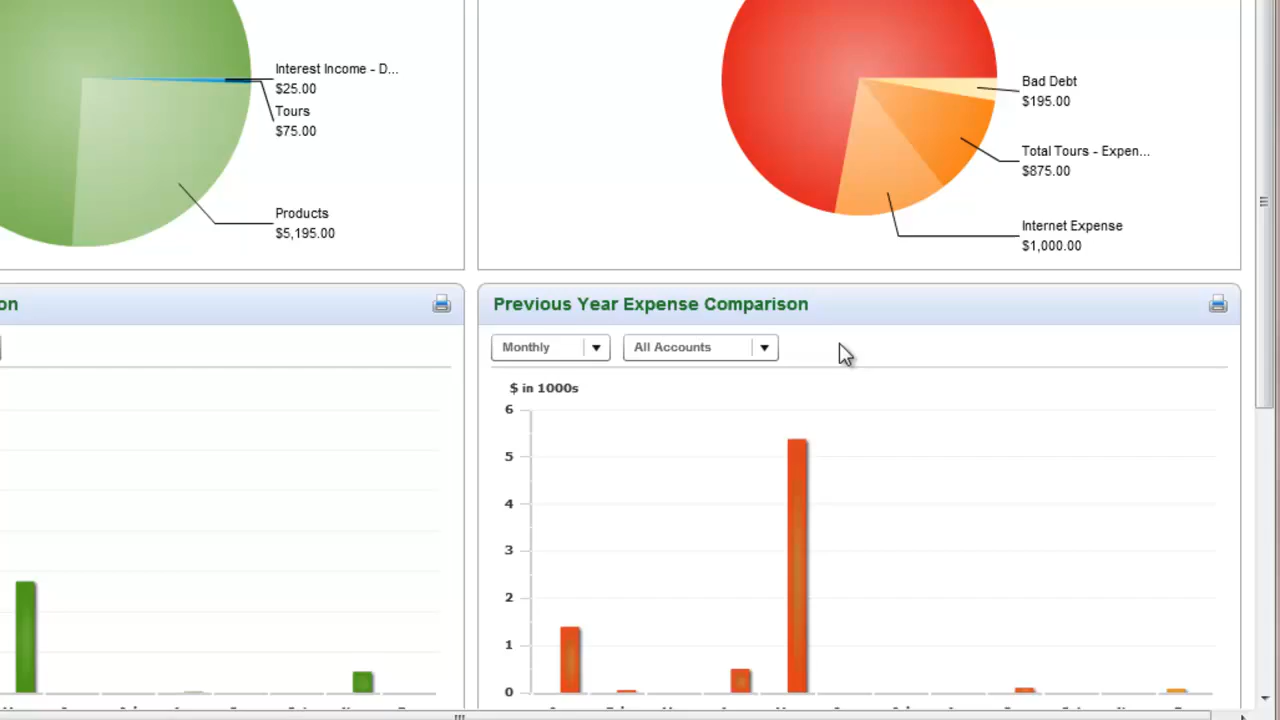 Interest Income - D...
$25.00
Tours
$75.00
Products
$5,195.00
Bad Debt
$195.00
Total Tours - Expen...
$875.00
Internet Expense
$1,000.00
on
Previous Year Expense Comparison
Monthly
All Accounts
$ in 1000s
6
5
4
3
2
1
0